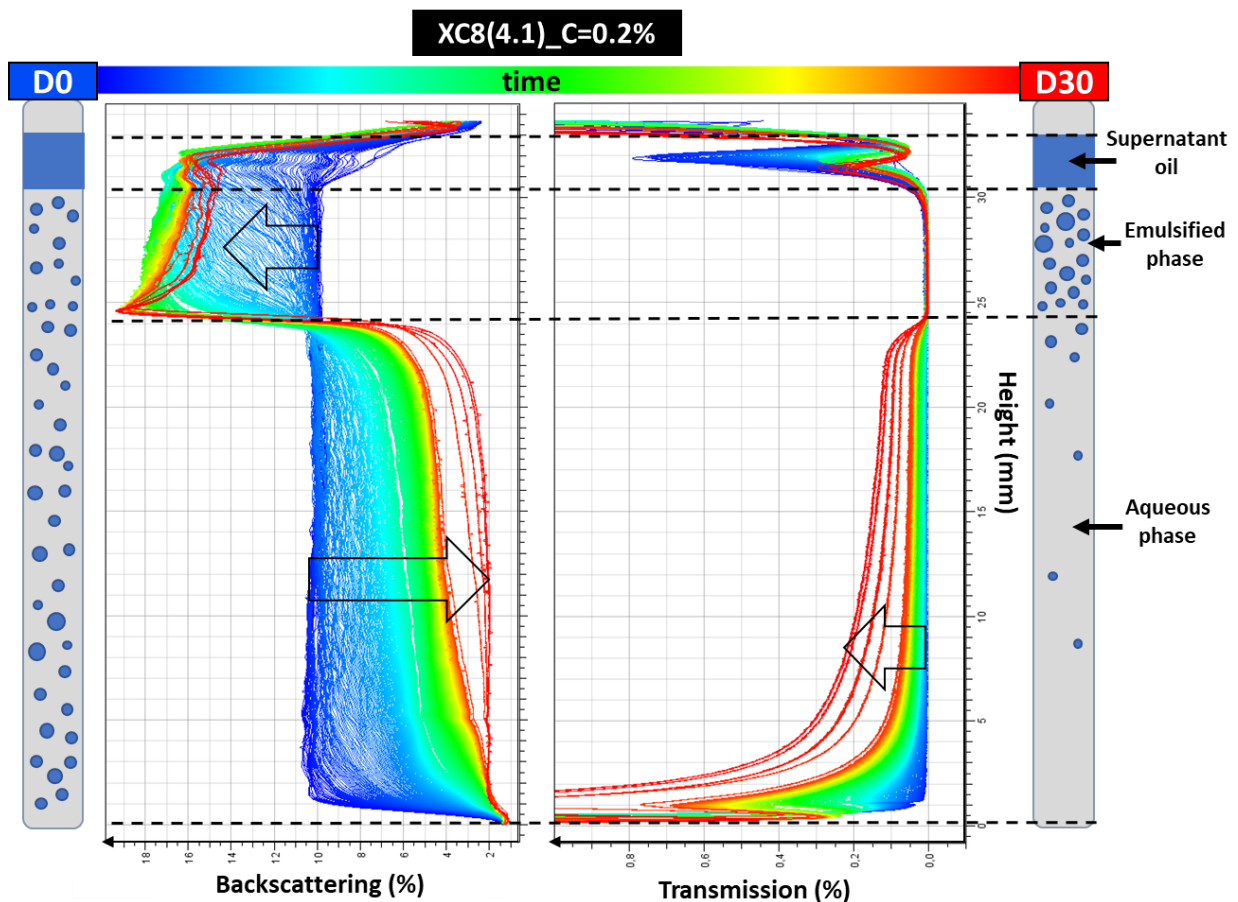 XC8(4.1)_C=0.2%
D0
time
D30
Supernatant
oil
Emulsified
phase
Aqueous
phase
Height (mm)
30
25
20
15
10
5
0
18
16
14
12
10
8
6
4
2
0,8
0,6
0,4
0,2
0,0
Backscattering (%)
Transmission (%)